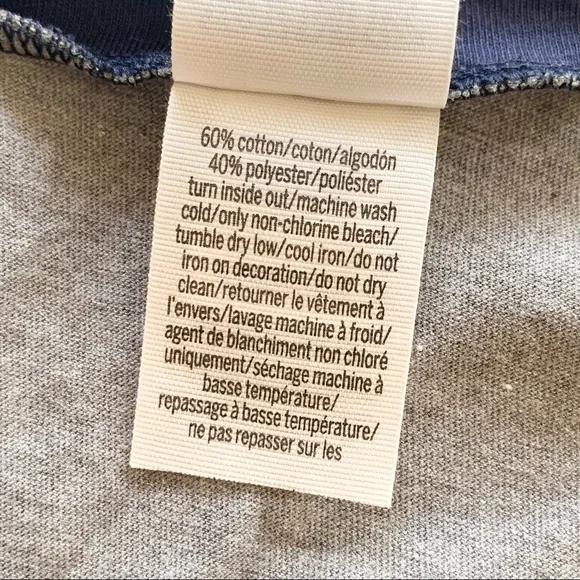 60% cotton/coton/algodón
40% polyester/poliéster
turn inside out/machine wash
cold/only non-chlorine bleach/
tumble dry low/cool iron/do not
iron on decoration/do not dry
clean/retourner le vêtement à
l'envers/lavage machine à froid/
agent de blanchiment non chloré
uniquement/séchage machine à
basse température/
repassage à basse température/
ne pas repasser sur les